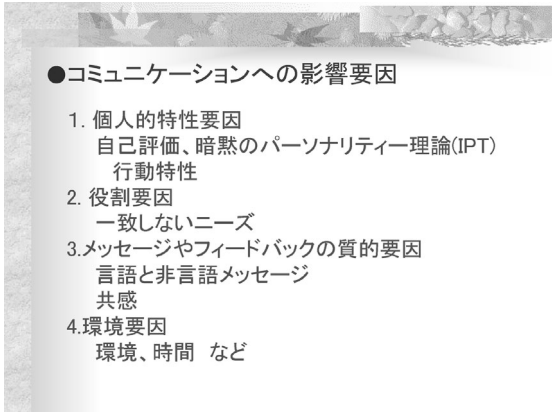 ●コミュニケーションへの影響要因
1. 個人的特性要因
自己評価、暗黙のパーソナリティー理論(IPT)
行動特性
2. 役割要因
一致しないニーズ
3.メッセージやフィードバックの質的要因
言語と非言語メッセージ
共感
4.環境要因
環境、時間 など